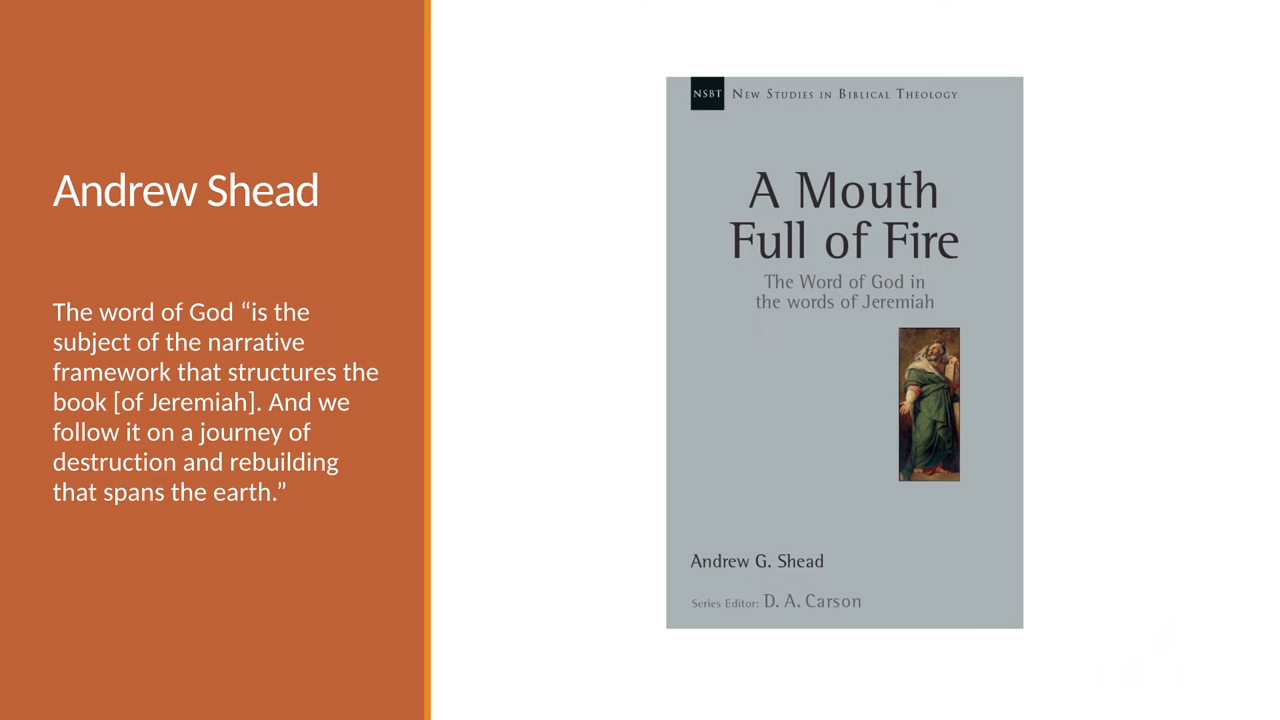 Andrew Shead
The word of God “is the
subject of the narrative
framework that structures the
book [of Jeremiah]. And we
follow it on a journey of
destruction and rebuilding
that spans the earth.”
NSBT New Studies in Biblical Theology
A Mouth
Full of Fire
The Word of God in
the words of Jeremiah
Andrew G. Shead
Series Editor: D. A. Carson